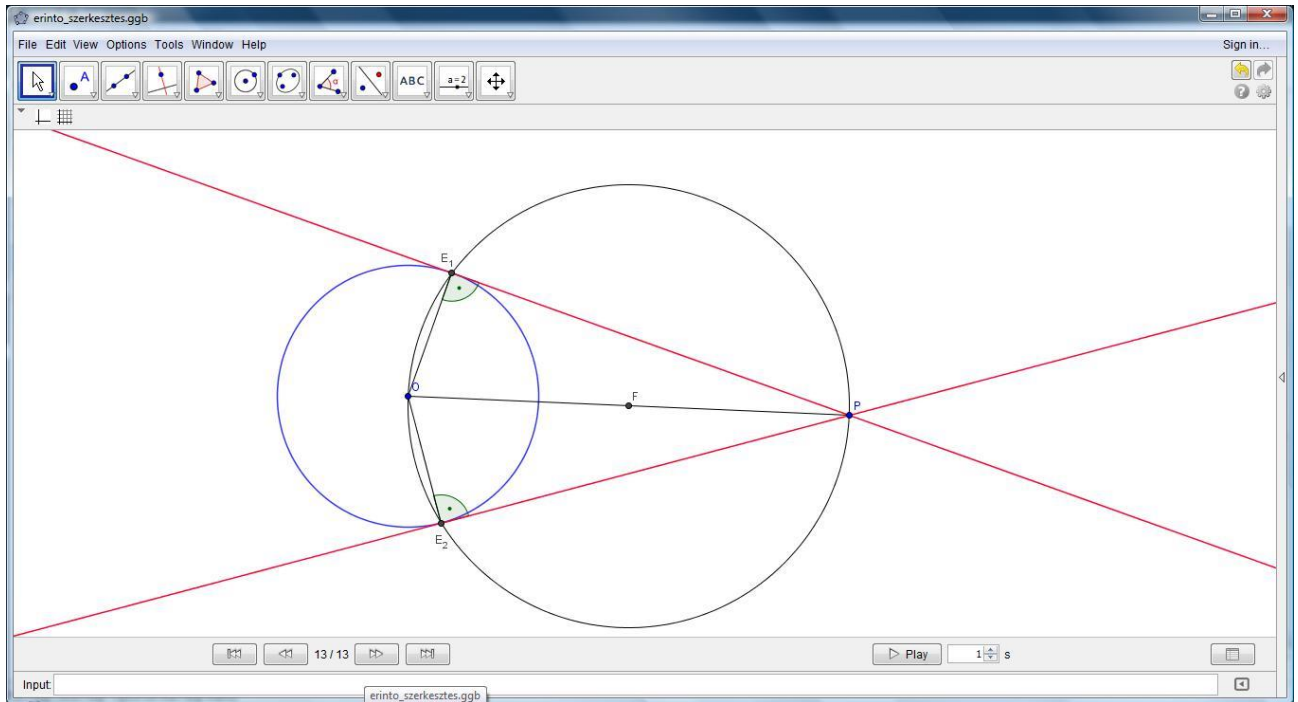 erinto_szerkesztes.ggb
File Edit View Options Tools Window Help
Sign in...
A
α
ABC
a=2
E1
O
F
P
E2
13 / 13
Play
1
s
Input:
erinto_szerkesztes.ggb